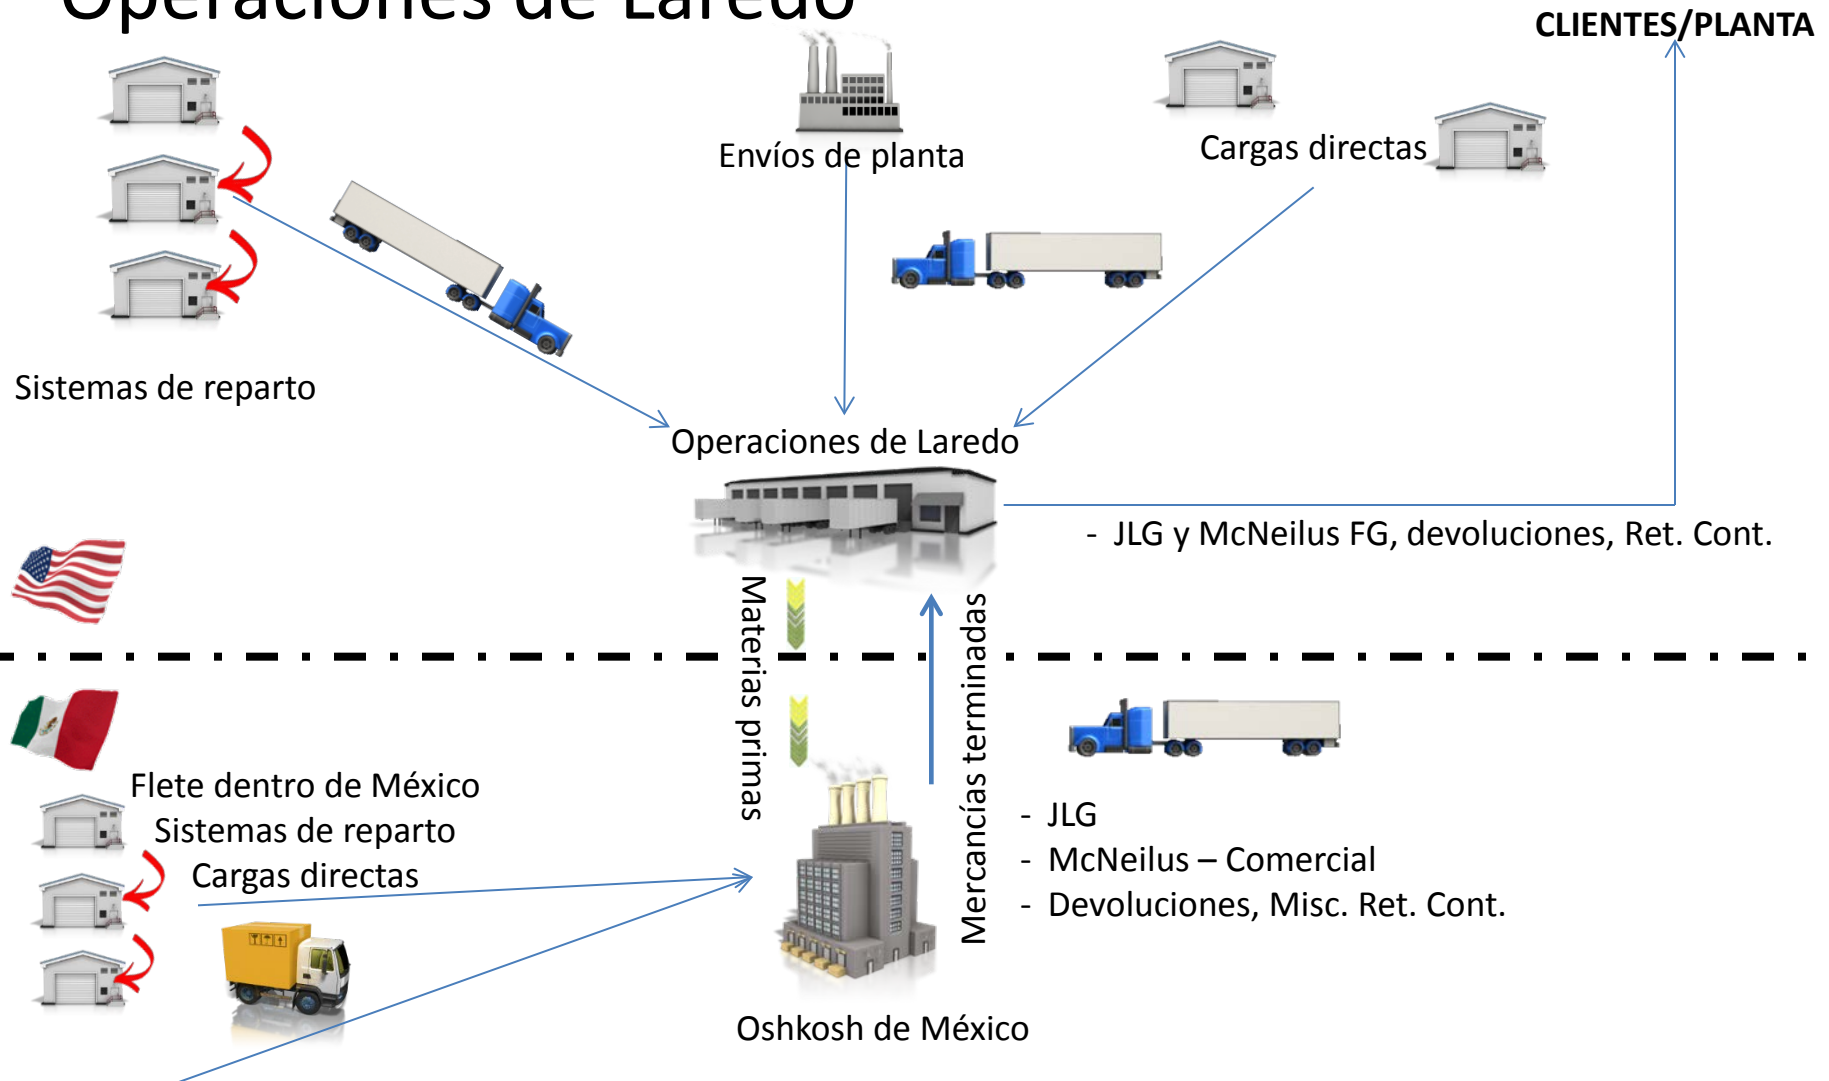 Operaciones de Laredo
CLIENTES/PLANTA
Envíos de planta
Cargas directas
Sistemas de reparto
Operaciones de Laredo
- JLG y McNeilus FG, devoluciones, Ret. Cont.
Materias primas
Mercancías terminadas
Flete dentro de México
Sistemas de reparto
Cargas directas
- JLG
- McNeilus – Comercial
- Devoluciones, Misc. Ret. Cont.
Oshkosh de México